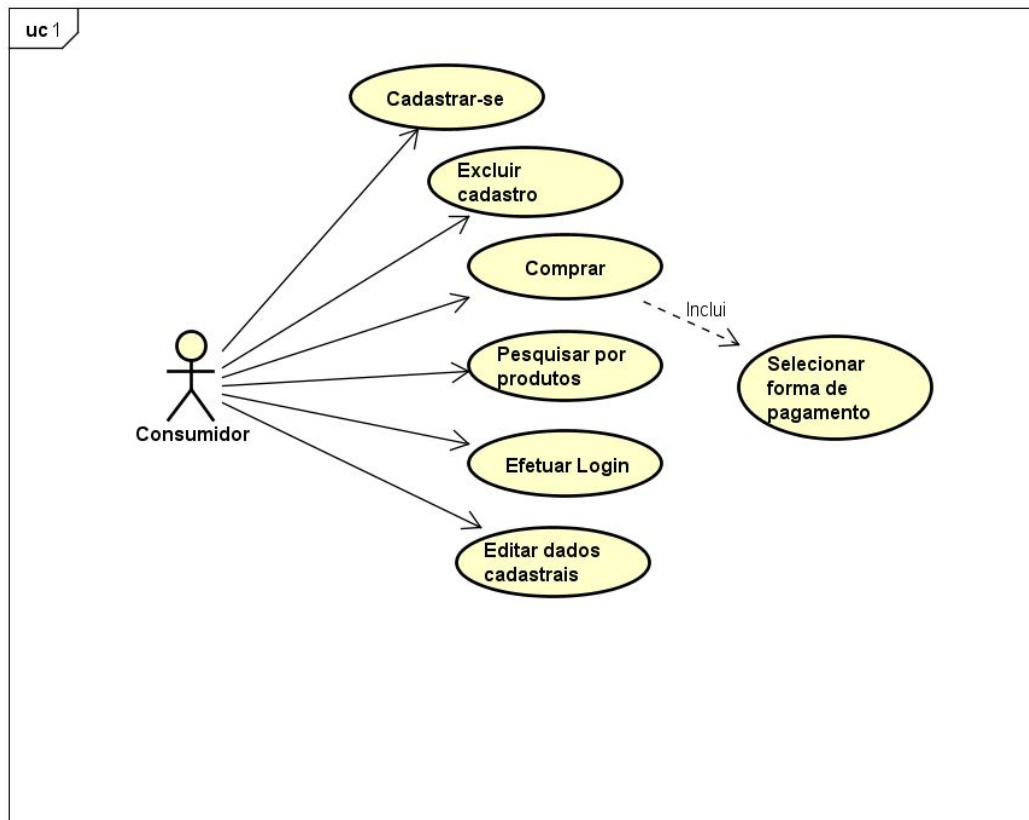 uc 1
Cadastrar-se
Excluir
cadastro
Comprar
Inclui
Pesquisar por
produtos
Selecionar
forma de
pagamento
Consumidor
Efetuar Login
Editar dados
cadastrais